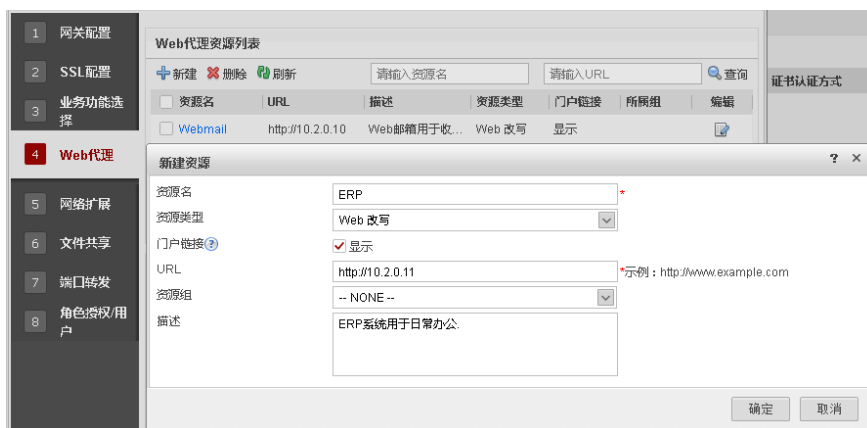 1 网关配置
2 SSL配置
3 业务功能选择
4 Web代理
5 网络扩展
6 文件共享
7 端口转发
8 角色授权/用户
Web代理资源列表
新建 删除 刷新 请输入资源名 请输入URL 查询
资源名 URL 描述 资源类型 门户链接 所属组 编辑
Webmail http://10.2.0.10 Web邮箱用于收... Web 改写 显示
证书认证方式
新建资源 ? ×
资源名 ERP *
资源类型 Web 改写
门户链接? 显示
URL http://10.2.0.11 *示例：http://www.example.com
资源组 -- NONE --
描述 ERP系统用于日常办公.
确定 取消